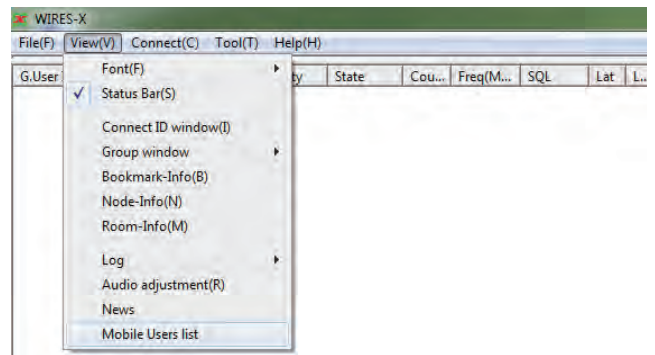 WIRES-X
File(F) View(V) Connect(C) Tool(T) Help(H)
G.User ty State Cou... Freq(M... SQL Lat L...
Font(F)
Status Bar(S)
Connect ID window(I)
Group window
Bookmark-Info(B)
Node-Info(N)
Room-Info(M)
Log
Audio adjustment(R)
News
Mobile Users list